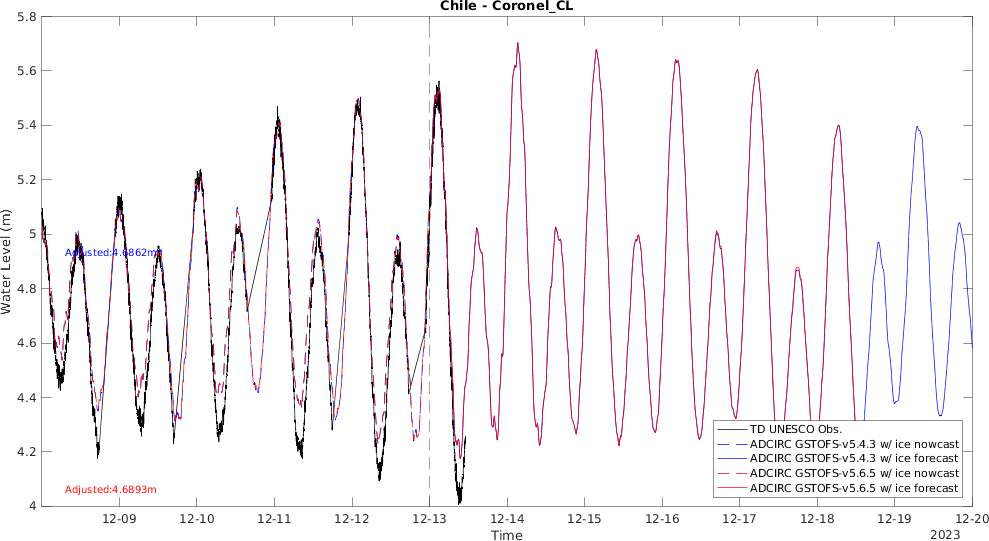 Chile - Coronel_CL
5.8
5.6
5.4
5.2
5
4.8
4.6
4.4
4.2
4
Water Level (m)
Adjusted:4.6862m
Adjusted:4.6893m
TD UNESCO Obs.
ADCIRC GSTOFS-v5.4.3 w/ ice nowcast
ADCIRC GSTOFS-v5.4.3 w/ ice forecast
ADCIRC GSTOFS-v5.6.5 w/ ice nowcast
ADCIRC GSTOFS-v5.6.5 w/ ice forecast
12-09 12-10 12-11 12-12 12-13 12-14 12-15 12-16 12-17 12-18 12-19 12-20
Time
2023